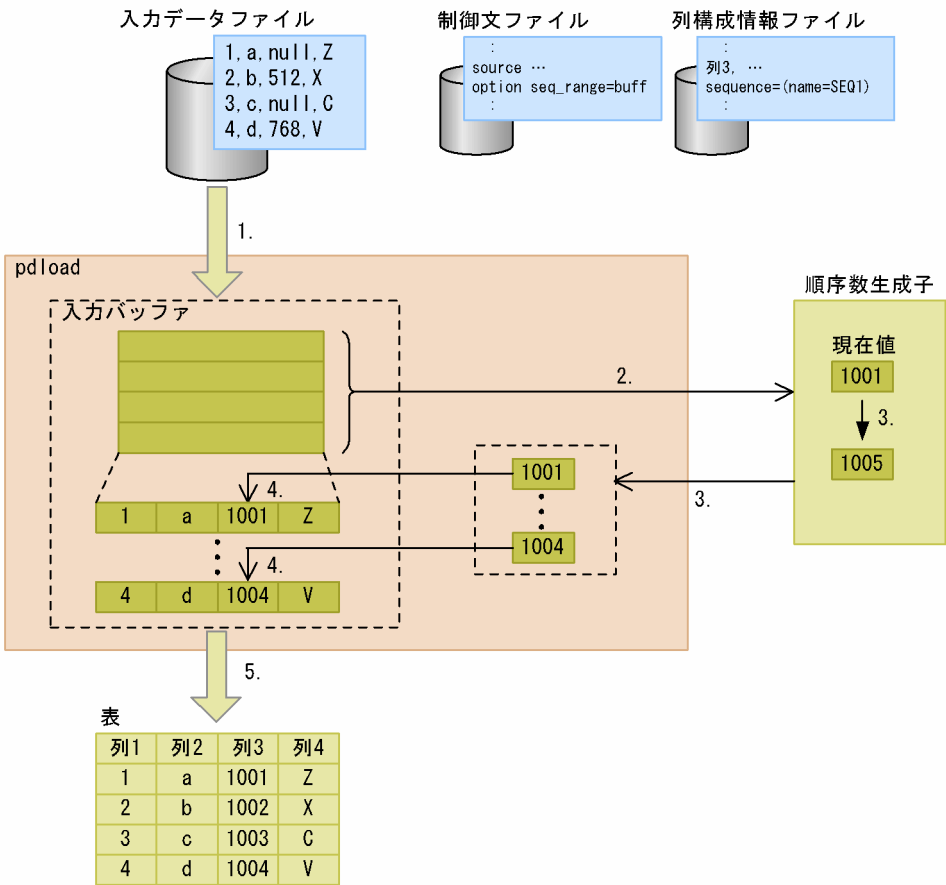 入力データファイル
1,a,null,Z
2,b,512,X
3,c,null,C
4,d,768,V
制御文ファイル
:
source …
option seq_range=buff
:
列構成情報ファイル
:
列3, …
sequence=(name=SEQ1)
:
1.
pdload
入力バッファ
2.
順序数生成子
現在値
1001
3.
1005
3.
1001
1004
4.
1 a 1001 Z
4.
4 d 1004 V
5.
表
列1 列2 列3 列4
1 a 1001 Z
2 b 1002 X
3 c 1003 C
4 d 1004 V